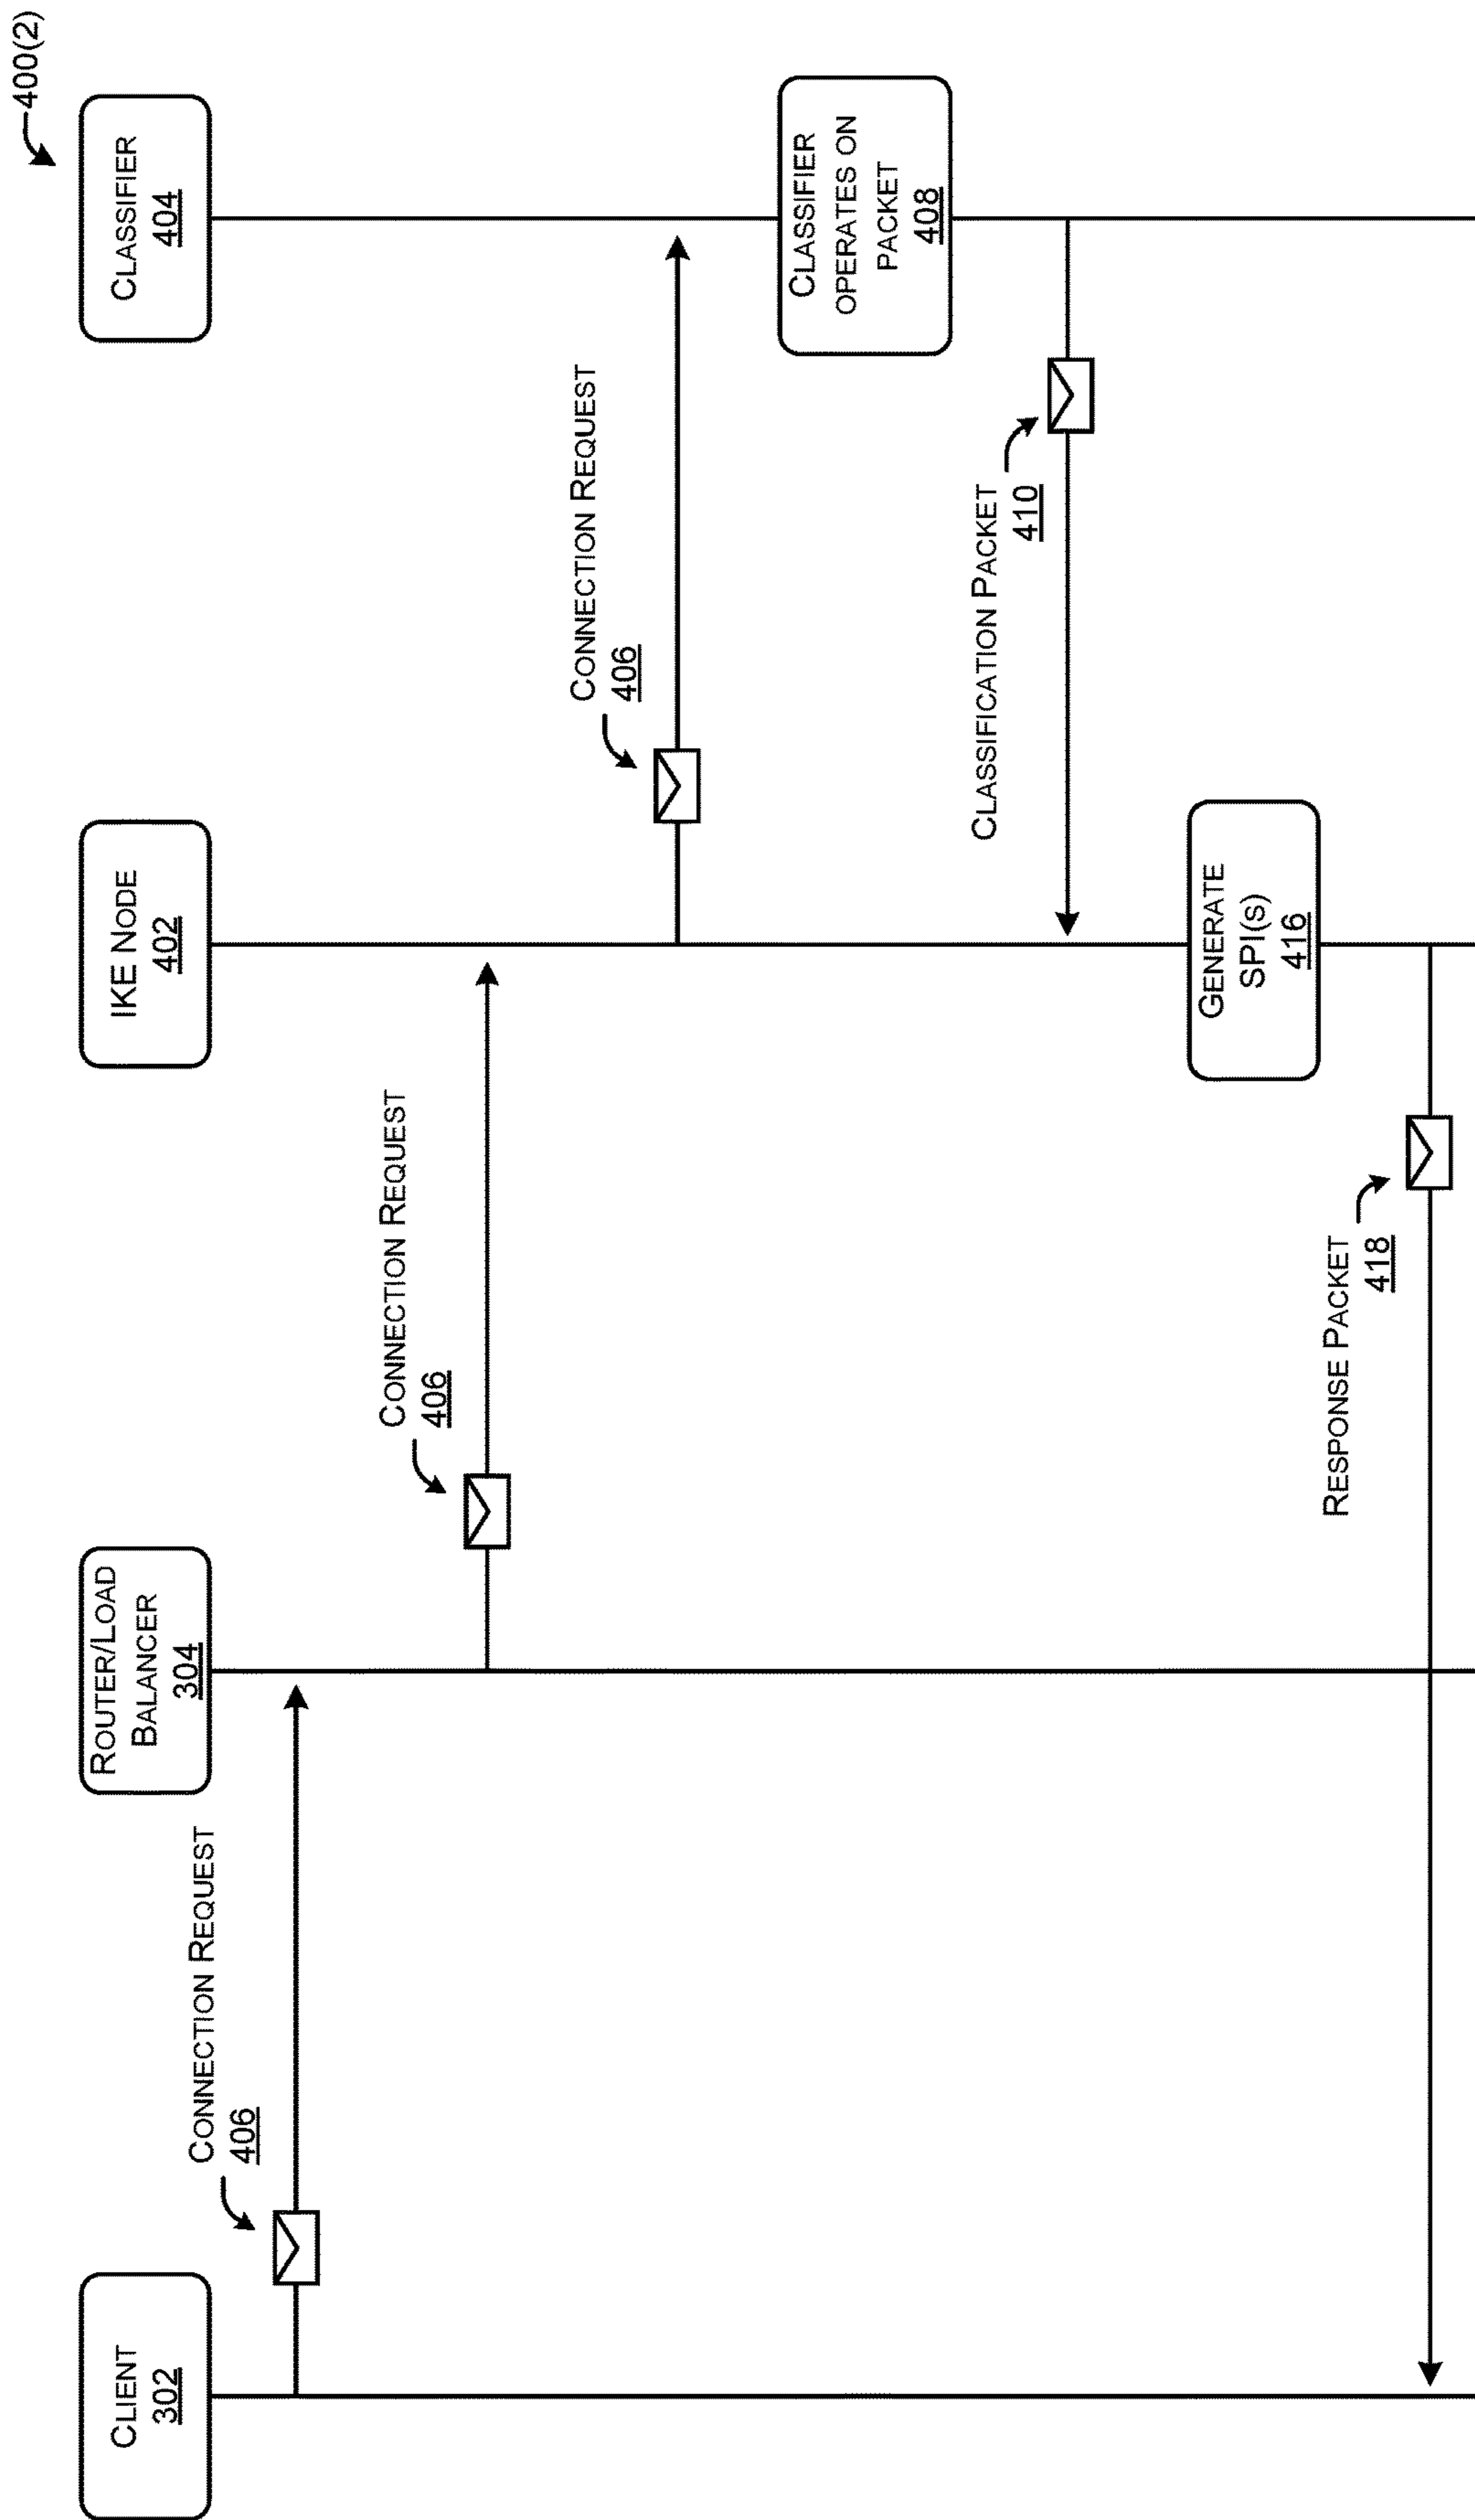 400(2)
CLIENT
302
ROUTER/LOAD
BALANCER
304
IKE NODE
402
CLASSIFIER
404
CONNECTION REQUEST
406
CONNECTION REQUEST
406
CONNECTION REQUEST
406
CLASSIFIER
OPERATES ON
PACKET
408
CLASSIFICATION PACKET
410
GENERATE
SPI(S)
416
RESPONSE PACKET
418